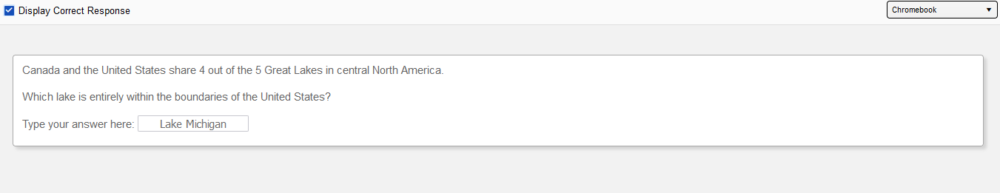 Display Correct Response
Chromebook
Canada and the United States share 4 out of the 5 Great Lakes in central North America.
Which lake is entirely within the boundaries of the United States?
Type your answer here: Lake Michigan